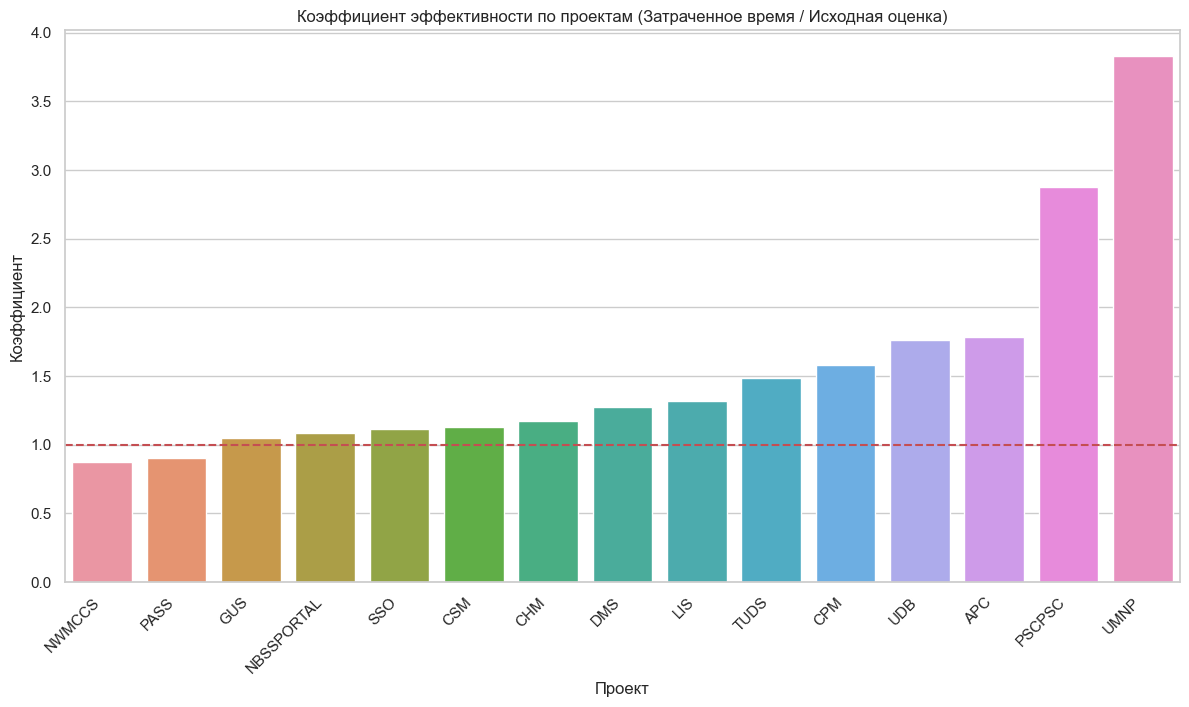 Коэффициент эффективности по проектам (Затраченное время / Исходная оценка)
4.0
3.5
3.0
2.5
2.0
1.5
1.0
0.5
0.0
Коэффициент
NWMCCS
PASS
GUS
NBSSPORTAL
SSO
CSM
CHM
DMS
LIS
TUDS
CPM
UDB
APC
PSCPSC
UMNP
Проект